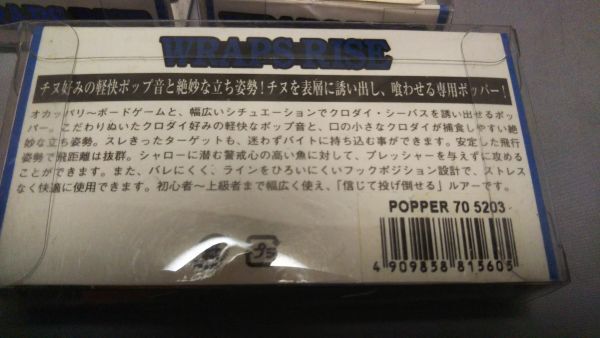 WRAPS RISE
チヌ好みの軽快ポップ音と絶妙な立ち姿勢!チヌを表層に誘い出し、喰わせる専用ポッパー!
オカッパリ〜ボードゲームと、幅広いシチュエーションでクロダイ・シーバスを誘い出せるポッ
パー。こだわりぬいたクロダイ好みの軽快なポップ音と、口の小さなクロダイが捕食しやすい絶
妙な立ち姿勢。スレきったターゲットも、迷わずバイトに持ち込む事ができます。安定した飛行
姿勢で飛距離は抜群。シャローに潜む警戒心の高い魚に対して、プレッシャーを与えずに攻める
ことができます。また、バレにくく、ラインをひろいにくいフックポジション設計で、ストレス
なく快適に使用できます。初心者〜上級者まで幅広く使え、「信じて投げ倒せる」ルアーです。
POPPER 70 5203
プラ
4 909858 815605